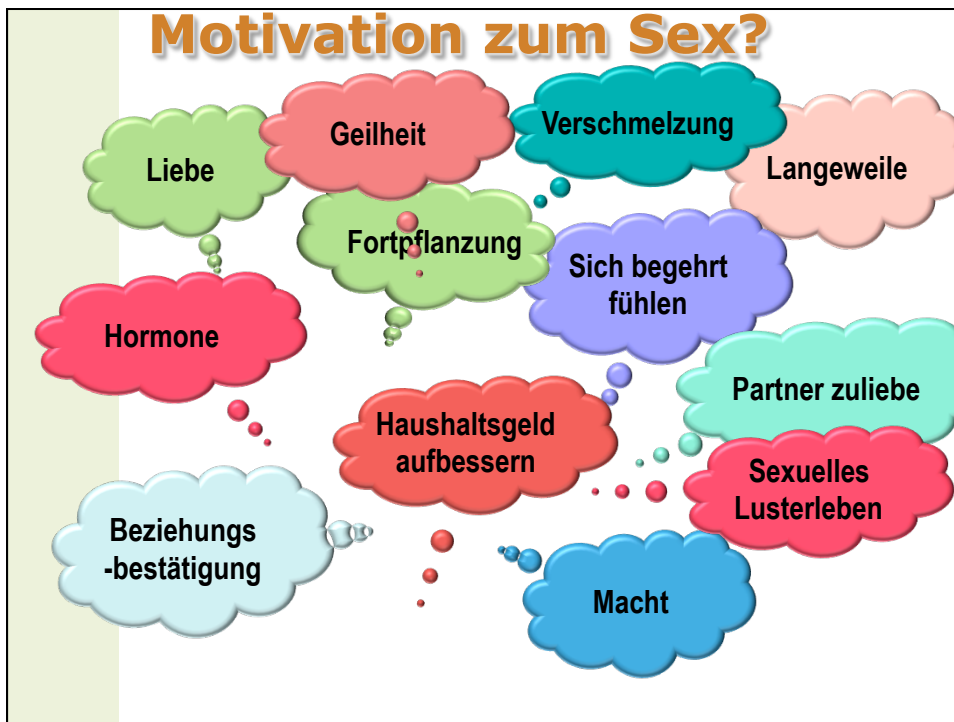 Motivation zum Sex?
Liebe
Geilheit
Verschmelzung
Langeweile
Fortpflanzung
Sich begehrt
fühlen
Hormone
Partner zuliebe
Haushaltsgeld
aufbessern
Sexuelles
Lusterleben
Beziehungs
-bestätigung
Macht